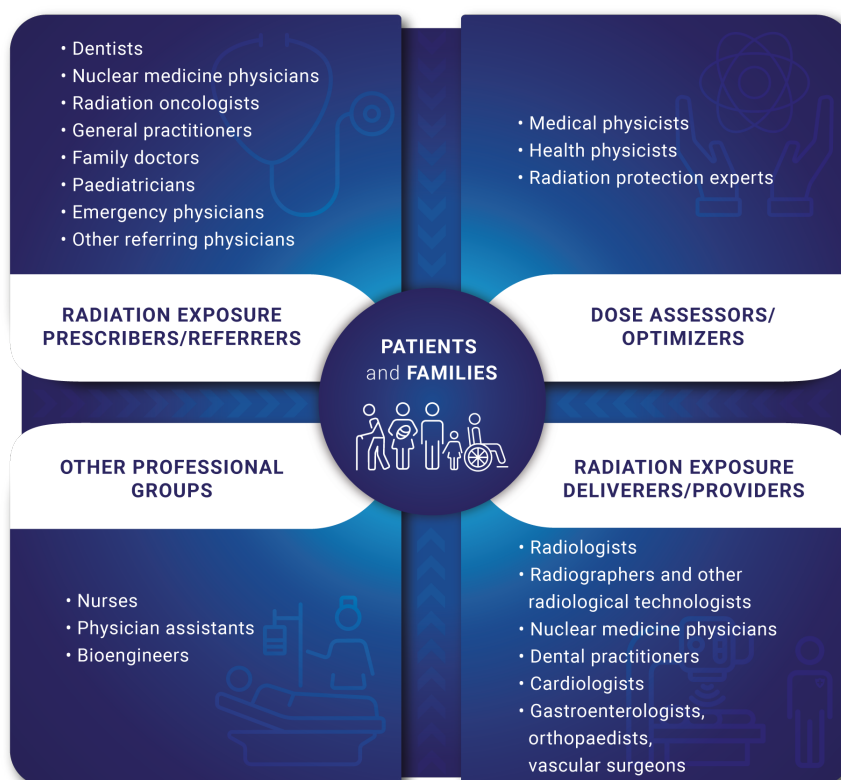 • Dentists
• Nuclear medicine physicians
• Radiation oncologists
• General practitioners
• Family doctors
• Paediatricians
• Emergency physicians
• Other referring physicians
RADIATION EXPOSURE
PRESCRIBERS/REFERRERS
• Medical physicists
• Health physicists
• Radiation protection experts
DOSE ASSESSORS/
OPTIMIZERS
PATIENTS
and FAMILIES
OTHER PROFESSIONAL
GROUPS
• Nurses
• Physician assistants
• Bioengineers
RADIATION EXPOSURE
DELIVERERS/PROVIDERS
• Radiologists
• Radiographers and other
radiological technologists
• Nuclear medicine physicians
• Dental practitioners
• Cardiologists
• Gastroenterologists,
orthopaedists,
vascular surgeons